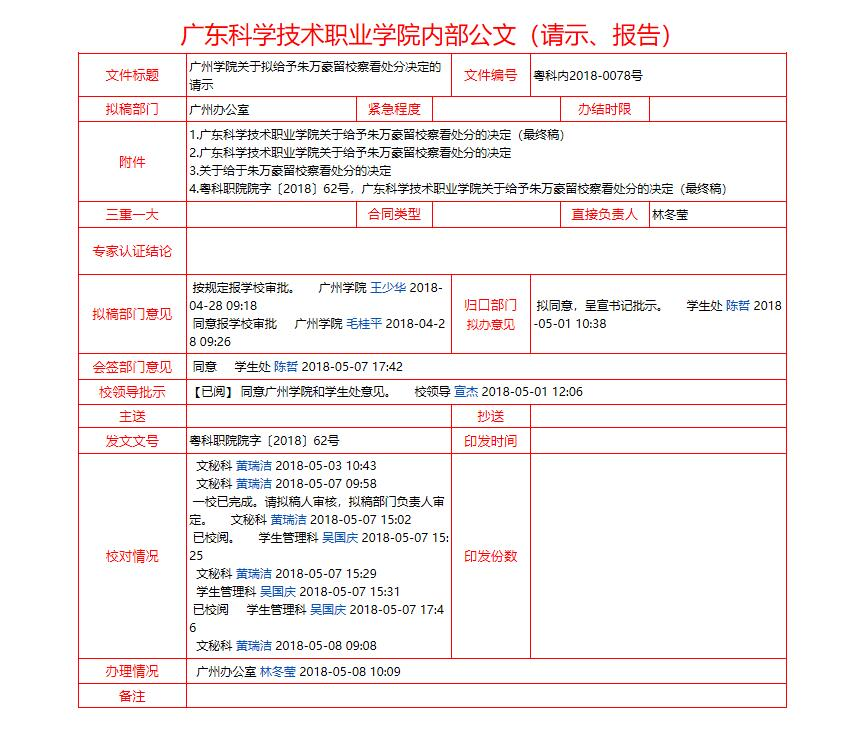 广东科学技术职业学院内部公文（请示、报告）
文件标题
广州学院关于拟给予朱万豪留校察看处分决定的
请示
文件编号
粤科内2018-0078号
拟稿部门
广州办公室
紧急程度
办结时限
附件
1.广东科学技术职业学院关于给予朱万豪留校察看处分的决定（最终稿）
2.广东科学技术职业学院关于给予朱万豪留校察看处分的决定
3.关于给于朱万豪留校察看处分的决定
4.粤科职院院字〔2018〕62号，广东科学技术职业学院关于给予朱万豪留校察看处分的决定（最终稿）
三重一大
合同类型
直接负责人
林冬莹
专家认证结论
拟稿部门意见
按规定报学校审批。 广州学院 王少华 2018-
04-28 09:18
同意报学校审批 广州学院 毛桂平 2018-04-2
8 09:26
归口部门
拟办意见
拟同意，呈宣书记批示。 学生处 陈哲 2018
-05-01 10:38
会签部门意见
同意 学生处 陈哲 2018-05-07 17:42
校领导批示
【已阅】 同意广州学院和学生处意见。 校领导 宣杰 2018-05-01 12:06
主送
抄送
发文文号
粤科职院院字〔2018〕62号
印发时间
校对情况
文秘科 黄瑞洁 2018-05-03 10:43
文秘科 黄瑞洁 2018-05-07 09:58
一校已完成。请拟稿人审核，拟稿部门负责人审
定。 文秘科 黄瑞洁 2018-05-07 15:02
已校阅。 学生管理科 吴国庆 2018-05-07 15:
25
文秘科 黄瑞洁 2018-05-07 15:29
学生管理科 吴国庆 2018-05-07 15:31
已校阅 学生管理科 吴国庆 2018-05-07 17:4
6
文秘科 黄瑞洁 2018-05-08 09:08
印发份数
办理情况
广州办公室 林冬莹 2018-05-08 10:09
备注